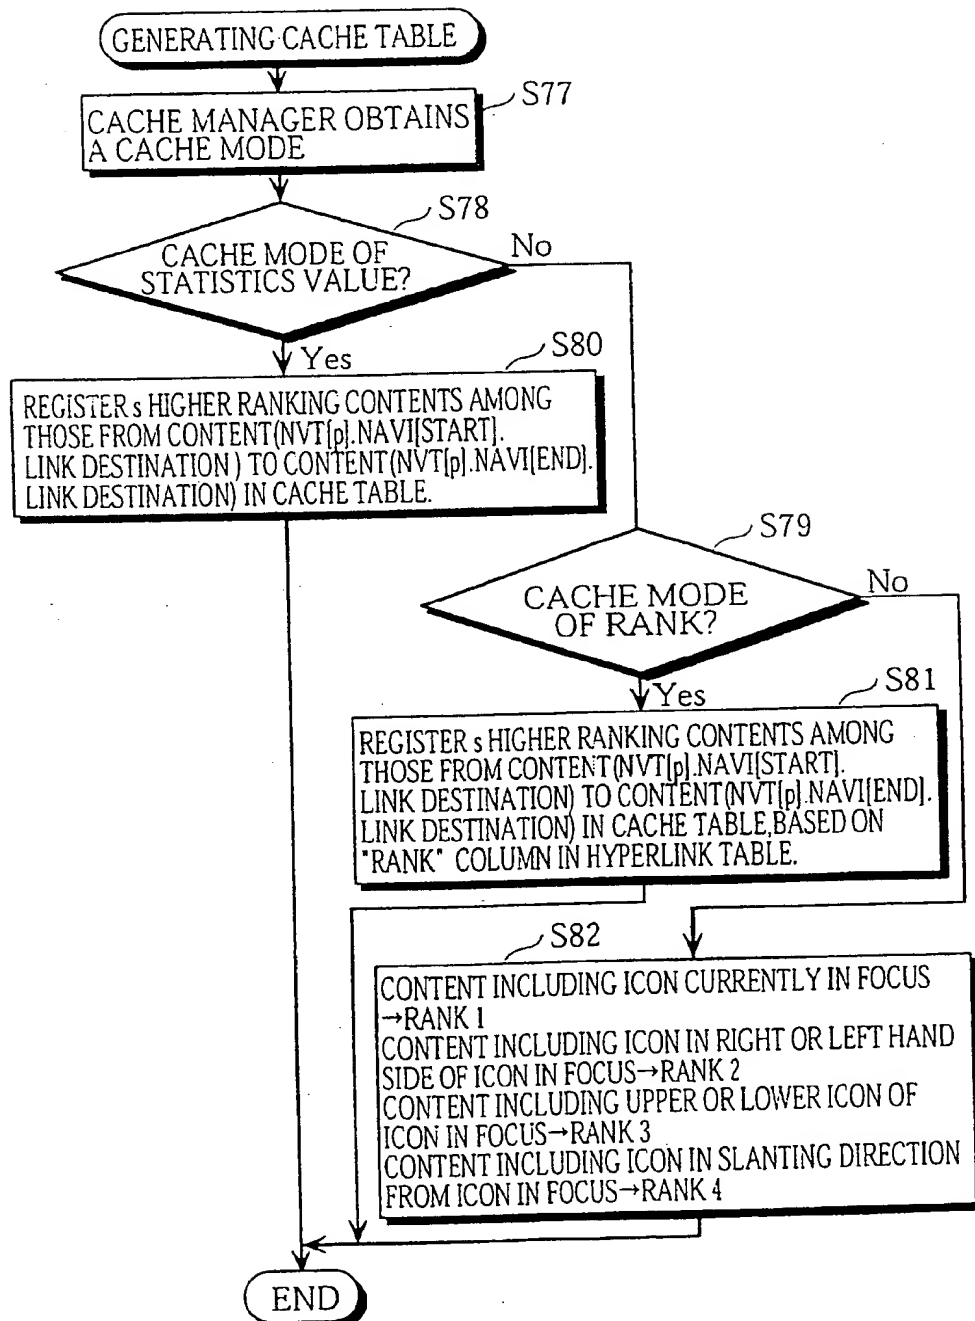 GENERATING CACHE TABLE
S77
CACHE MANAGER OBTAINS
A CACHE MODE
S78
CACHE MODE OF
STATISTICS VALUE?
No
Yes
S80
REGISTER s HIGHER RANKING CONTENTS AMONG
THOSE FROM CONTENT(NVT[p].NAVI[START].
LINK DESTINATION ) TO CONTENT(NVT[p].NAVI[END].
LINK DESTINATION) IN CACHE TABLE.
S79
CACHE MODE
OF RANK?
No
Yes
S81
REGISTER s HIGHER RANKING CONTENTS AMONG
THOSE FROM CONTENT(NVT[p].NAVI[START].
LINK DESTINATION) TO CONTENT(NVT[p].NAVI[END].
LINK DESTINATION) IN CACHE TABLE,BASED ON
"RANK" COLUMN IN HYPERLINK TABLE.
S82
CONTENT INCLUDING ICON CURRENTLY IN FOCUS
→RANK 1
CONTENT INCLUDING ICON IN RIGHT OR LEFT HAND
SIDE OF ICON IN FOCUS→RANK 2
CONTENT INCLUDING UPPER OR LOWER ICON OF
ICON IN FOCUS→RANK 3
CONTENT INCLUDING ICON IN SLANTING DIRECTION
FROM ICON IN FOCUS→RANK 4
END